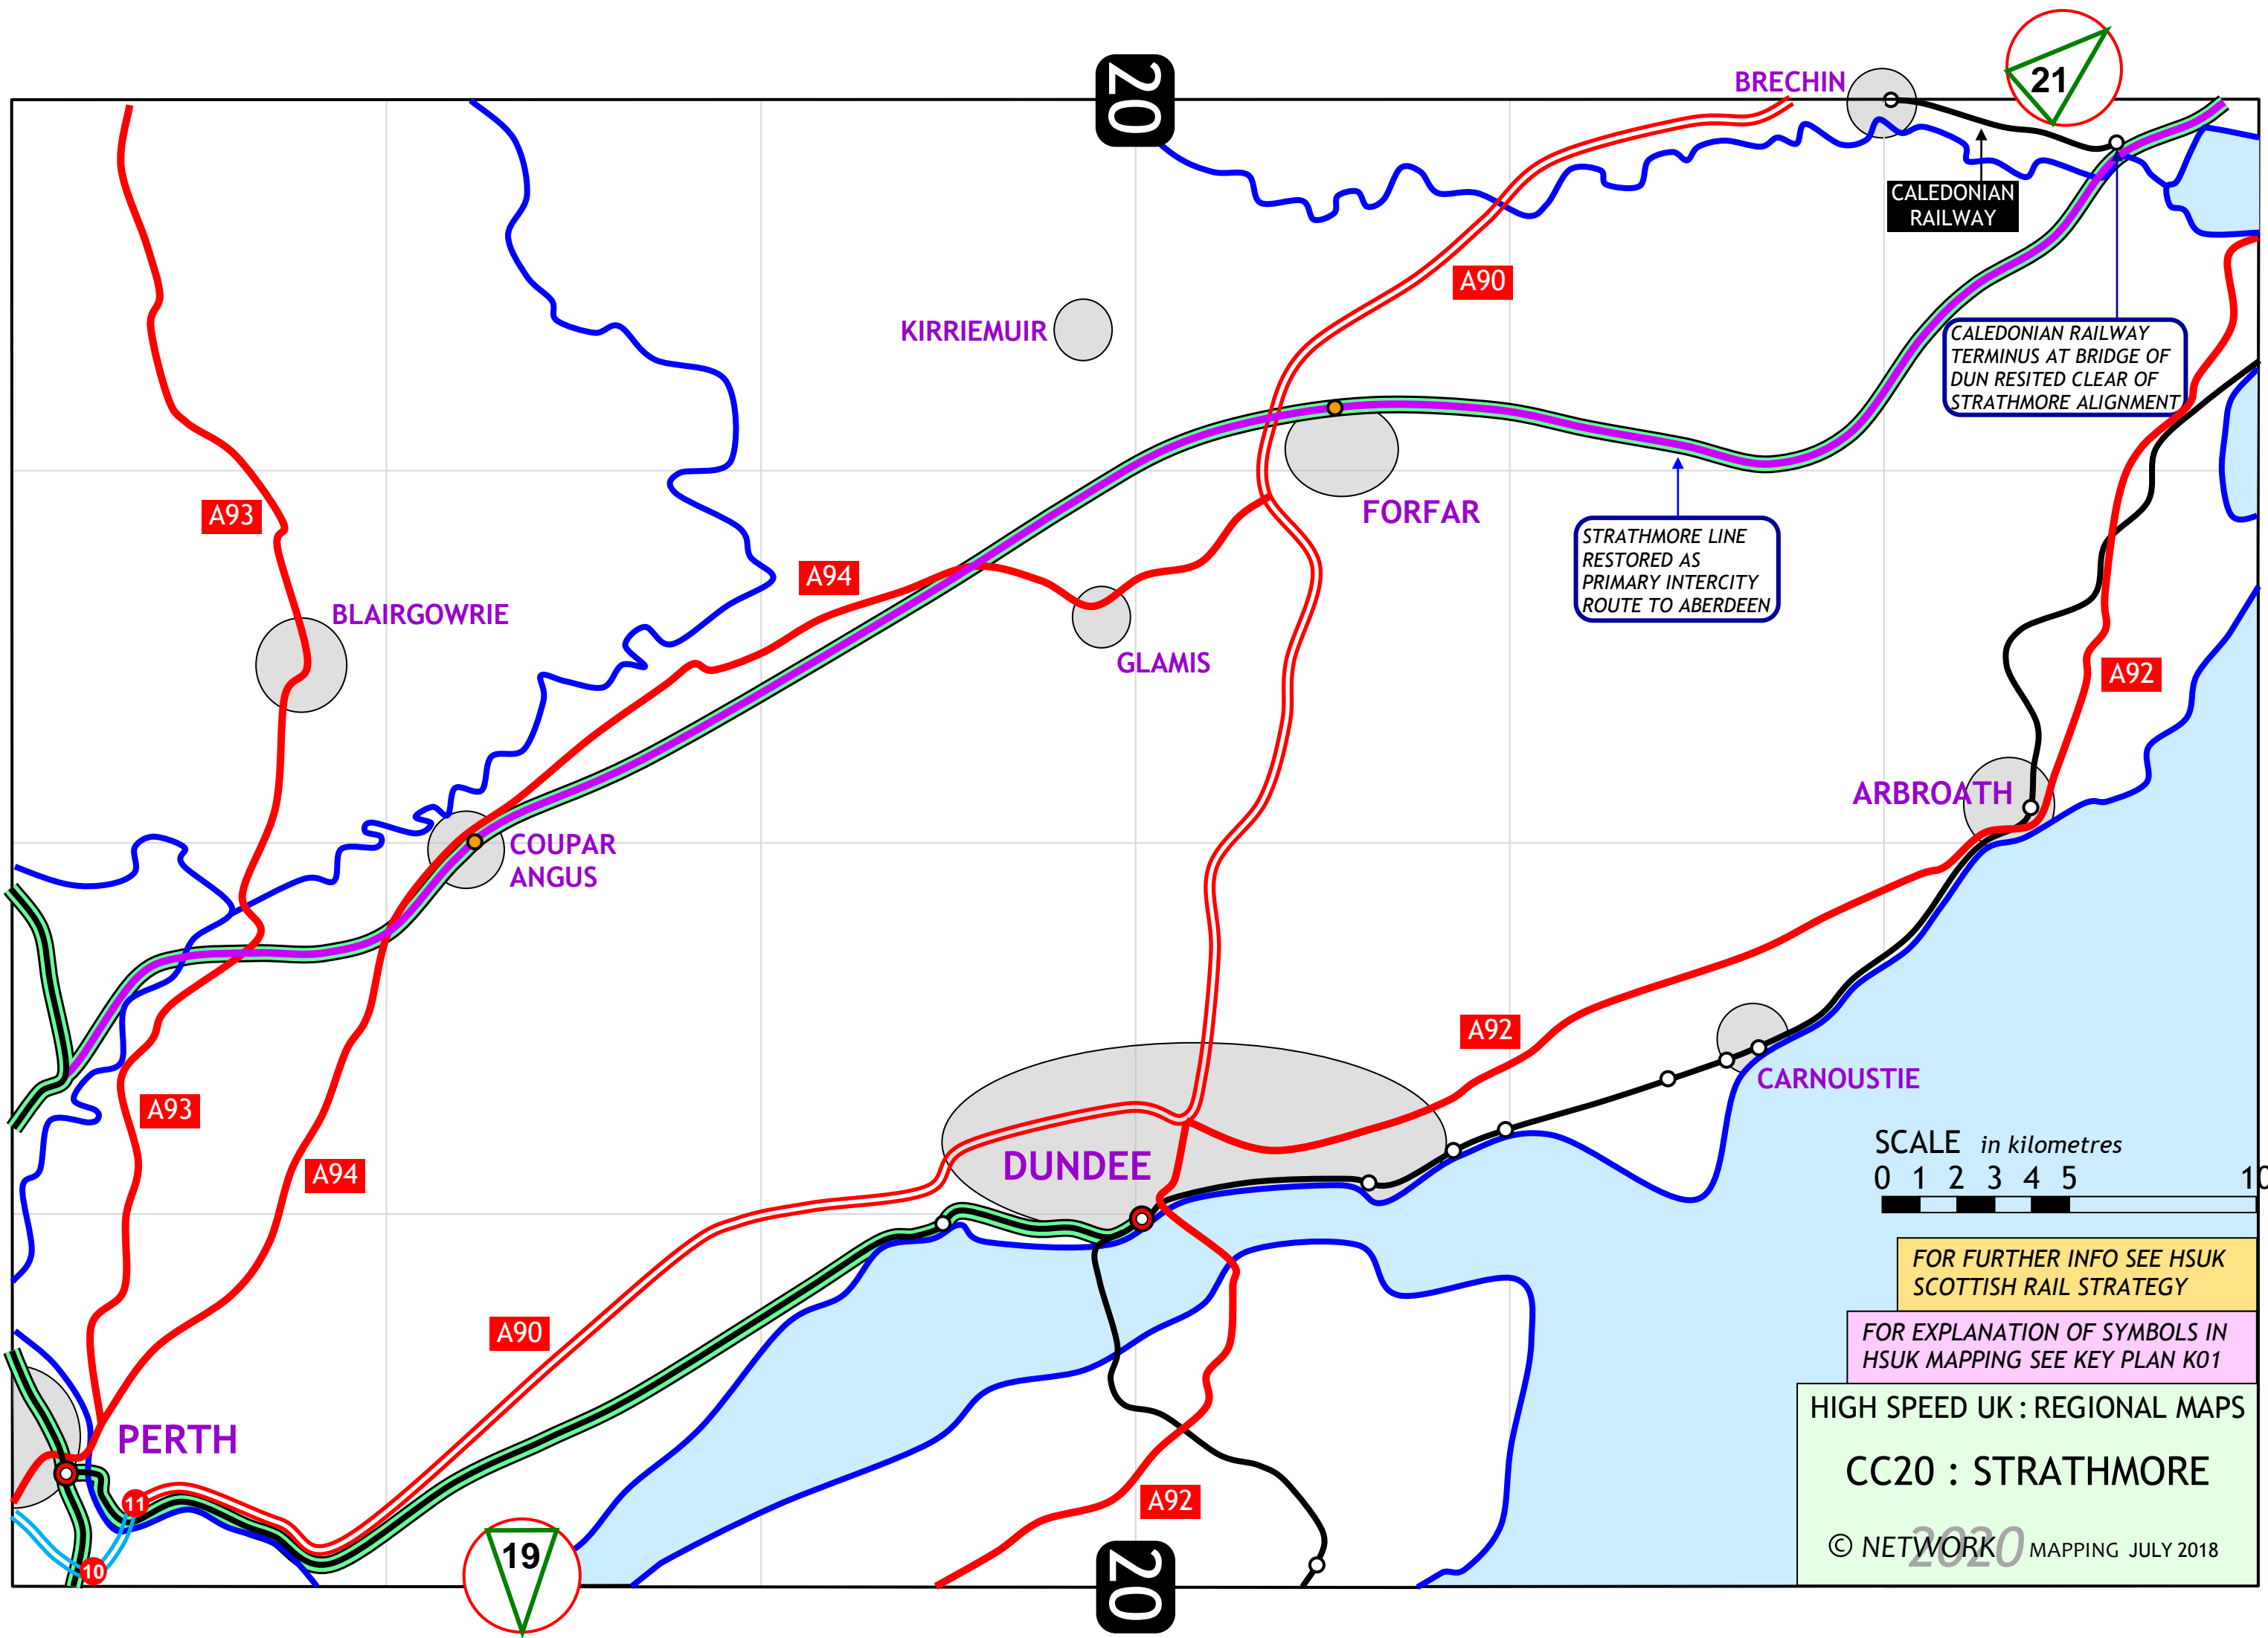 20
21
BRECHIN
CALEDONIAN
RAILWAY
A90
KIRRIEMUIR
CALEDONIAN RAILWAY
TERMINUS AT BRIDGE OF
DUN RESITED CLEAR OF
STRATHMORE ALIGNMENT
A93
FORFAR
STRATHMORE LINE
RESTORED AS
PRIMARY INTERCITY
ROUTE TO ABERDEEN
A94
BLAIRGOWRIE
GLAMIS
A92
ARBROATH
COUPAR
ANGUS
A92
CARNOUSTIE
A93
DUNDEE
A94
SCALE in kilometres
0 1 2 3 4 5 10
FOR FURTHER INFO SEE HSUK
SCOTTISH RAIL STRATEGY
A90
FOR EXPLANATION OF SYMBOLS IN
HSUK MAPPING SEE KEY PLAN K01
HIGH SPEED UK : REGIONAL MAPS
PERTH
CC20 : STRATHMORE
11
A92
10
19
20
© NETWORK 2020 MAPPING JULY 2018